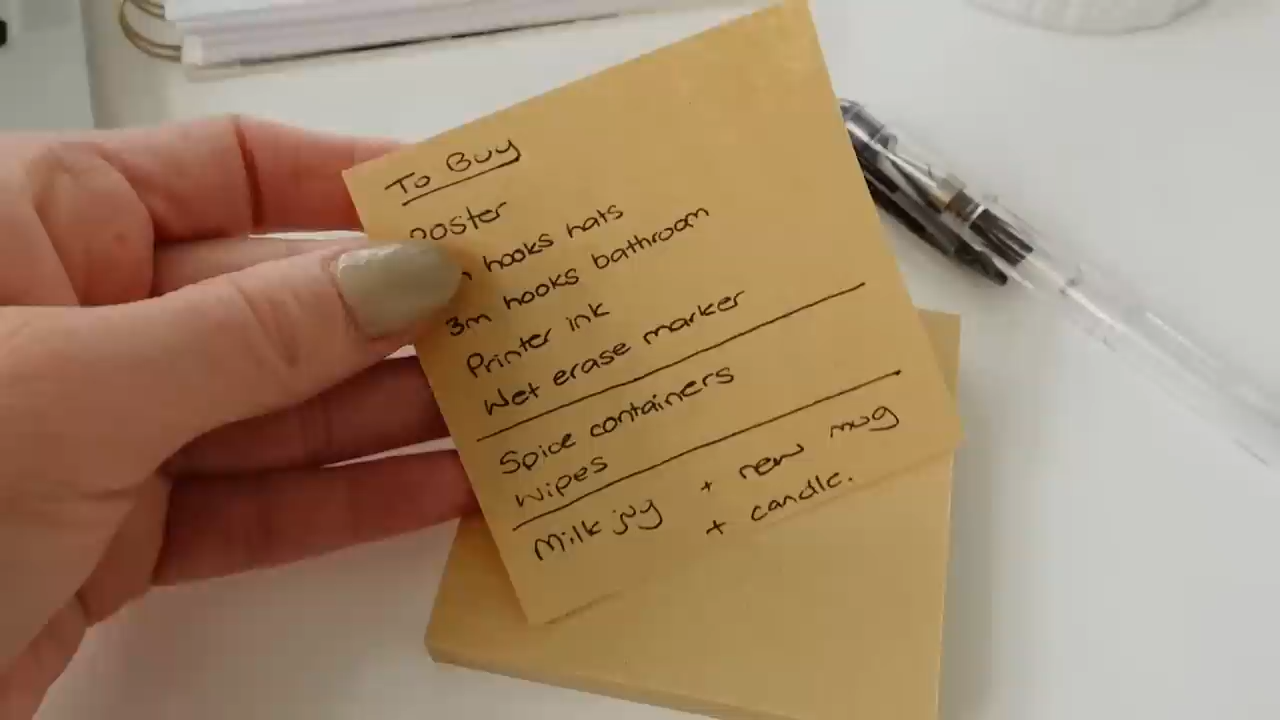 To Buy
Poster
hooks hats
3m hooks bathroom
Printer ink
Wet erase marker
Spice containers
Wipes
Milk jug + new mug
+ candle.